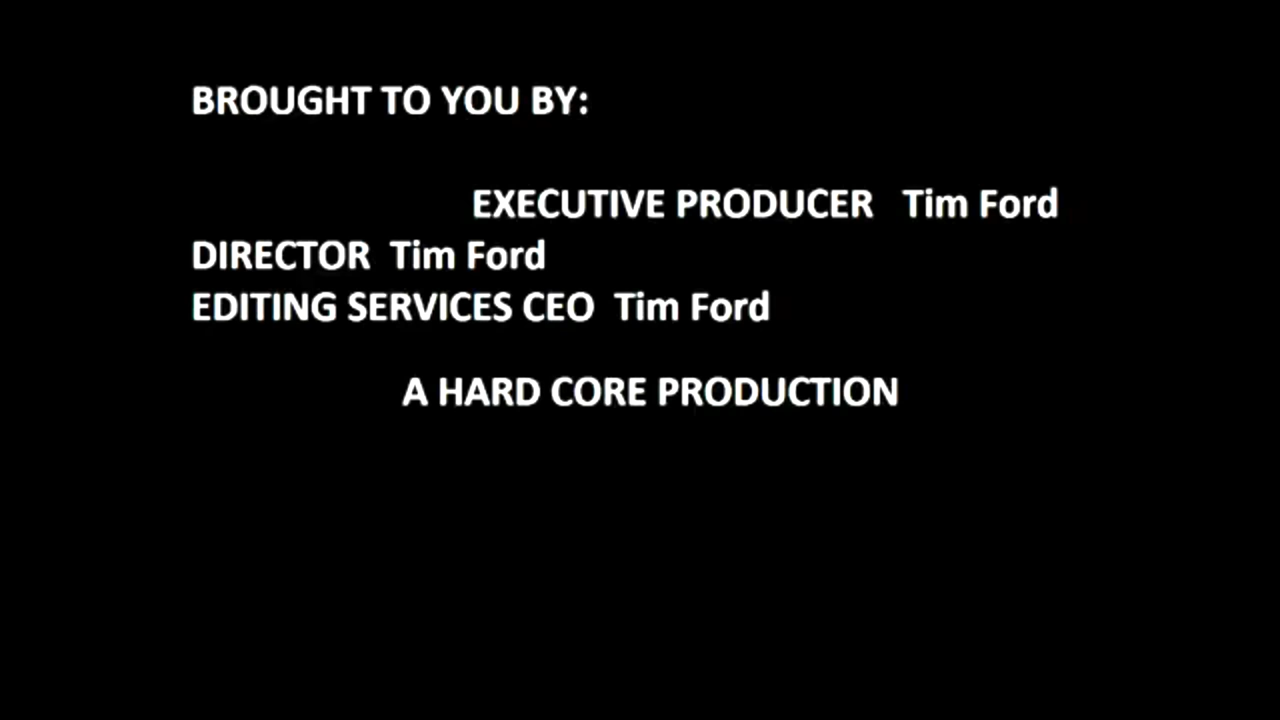 BROUGHT TO YOU BY:
EXECUTIVE PRODUCER Tim Ford
DIRECTOR Tim Ford
EDITING SERVICES CEO Tim Ford
A HARD CORE PRODUCTION